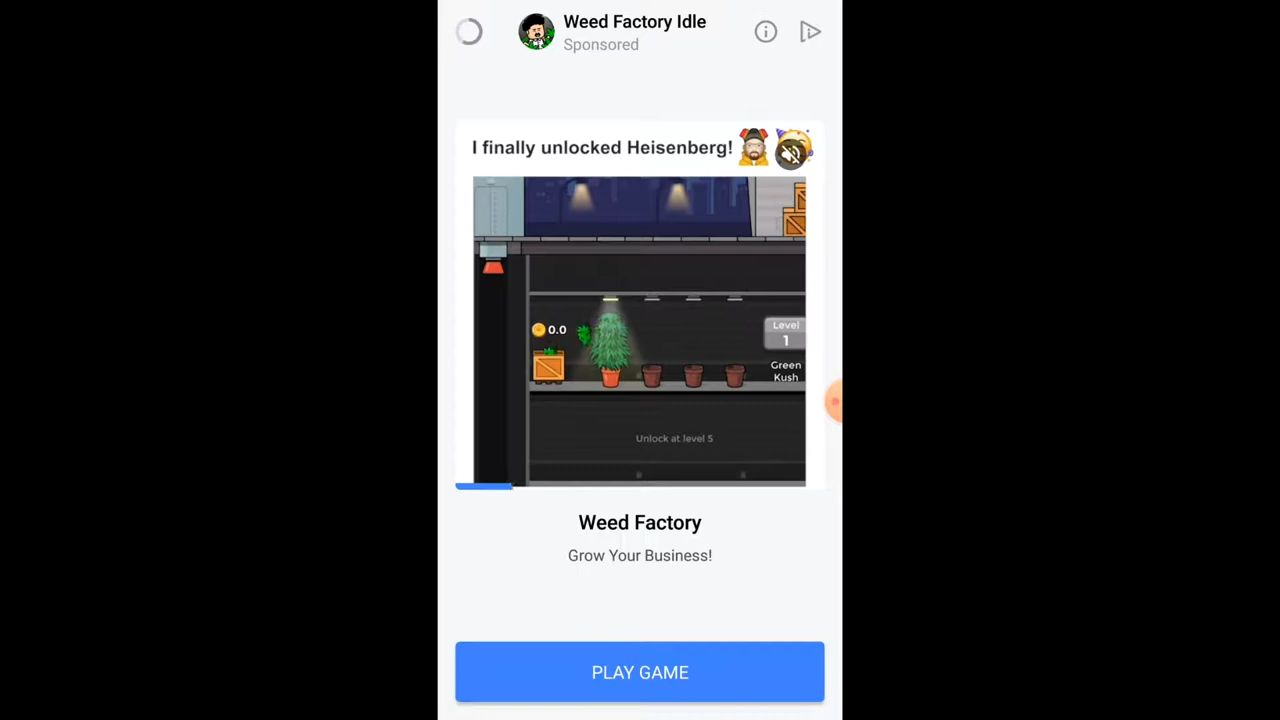 Weed Factory Idle
Sponsored
I finally unlocked Heisenberg!
0.0
Level
1
Green
Kush
Unlock at level 5
Weed Factory
Grow Your Business!
PLAY GAME